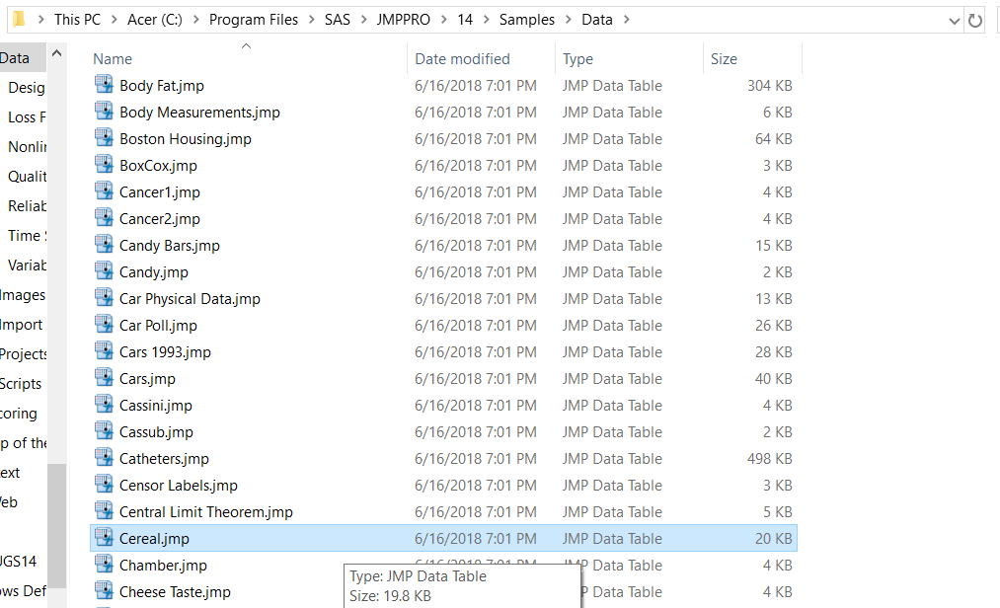 This PC > Acer (C:) > Program Files > SAS > JMPPRO > 14 > Samples > Data >
Data
Name Date modified Type Size
Body Fat.jmp 6/16/2018 7:01 PM JMP Data Table 304 KB
Desig
Body Measurements.jmp 6/16/2018 7:01 PM JMP Data Table 6 KB
Loss F
Boston Housing.jmp 6/16/2018 7:01 PM JMP Data Table 64 KB
Nonlin
BoxCox.jmp 6/16/2018 7:01 PM JMP Data Table 3 KB
Qualit
Cancer1.jmp 6/16/2018 7:01 PM JMP Data Table 4 KB
Reliab
Cancer2.jmp 6/16/2018 7:01 PM JMP Data Table 4 KB
Time S
Candy Bars.jmp 6/16/2018 7:01 PM JMP Data Table 15 KB
Variab
Candy.jmp 6/16/2018 7:01 PM JMP Data Table 2 KB
Images
Car Physical Data.jmp 6/16/2018 7:01 PM JMP Data Table 13 KB
Import
Car Poll.jmp 6/16/2018 7:01 PM JMP Data Table 26 KB
Projects
Cars 1993.jmp 6/16/2018 7:01 PM JMP Data Table 28 KB
Scripts
Cars.jmp 6/16/2018 7:01 PM JMP Data Table 40 KB
coring
Cassini.jmp 6/16/2018 7:01 PM JMP Data Table 4 KB
p of the
Cassub.jmp 6/16/2018 7:01 PM JMP Data Table 2 KB
Catheters.jmp 6/16/2018 7:01 PM JMP Data Table 498 KB
ext
Censor Labels.jmp 6/16/2018 7:01 PM JMP Data Table 3 KB
eb
Central Limit Theorem.jmp 6/16/2018 7:01 PM JMP Data Table 5 KB
Cereal.jmp 6/16/2018 7:01 PM JMP Data Table 20 KB
UGS14
Chamber.jmp 6/16/2018 7:01 PM JMP Data Table 4 KB
Type: JMP Data Table
ws Def
Cheese Taste.jmp P Data Table 4 KB
Size: 19.8 KB